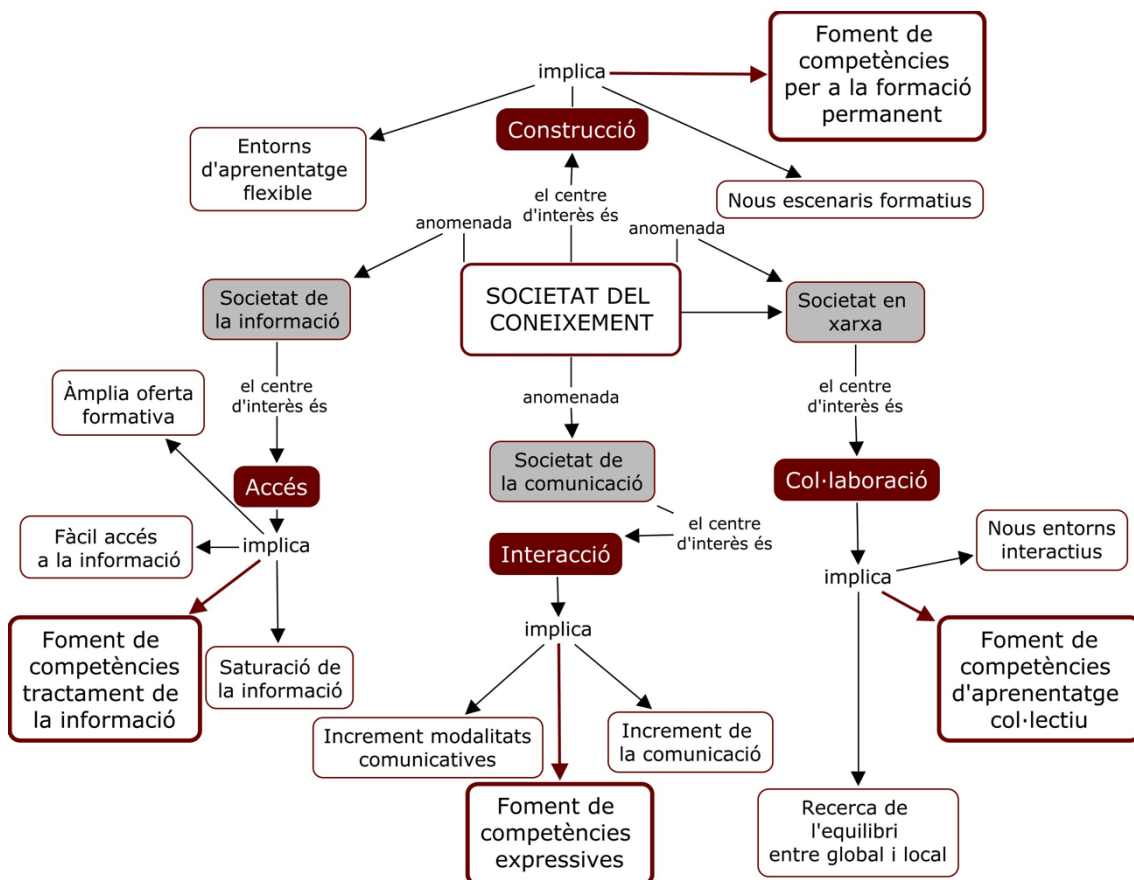 Foment de
competències
per a la formació
permanent
implica
Construcció
Entorns
d'aprenentatge
flexible
Nous escenaris formatius
el centre
d'interès és
anomenada
anomenada
SOCIETAT DEL
CONEIXEMENT
Societat de
la informació
Societat en
xarxa
el centre
d'interès és
anomenada
el centre
d'interès és
Àmplia oferta
formativa
Societat de
la comunicació
Accés
Col·laboració
el centre
d'interès és
Fàcil accés
a la informació
implica
Interacció
Nous entorns
interactius
implica
Foment de
competències
tractament de
la informació
Saturació de
la informació
implica
Foment de
competències
d'aprenentatge
col·lectiu
Increment modalitats
comunicatives
Increment de
la comunicació
Foment de
competències
expressives
Recerca de
l'equilibri
entre global i local